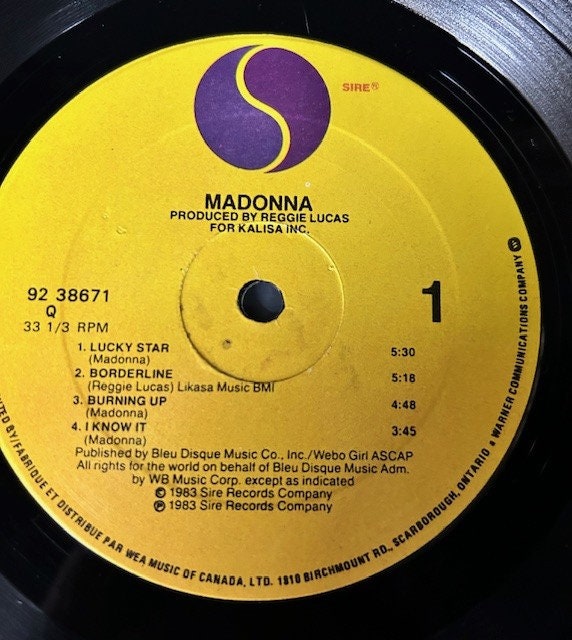 SIRE®
MADONNA
PRODUCED BY REGGIE LUCAS
FOR KALISA INC.
92 38671
Q
33 1/3 RPM
1
1. LUCKY STAR 5:30
(Madonna)
2. BORDERLINE 5:18
(Reggie Lucas) Likasa Music BMI
3. BURNING UP 4:48
(Madonna)
4. I KNOW IT 3:45
(Madonna)
Published by Bleu Disque Music Co., Inc./Webo Girl ASCAP
All rights for the world on behalf of Bleu Disque Music Adm.
by WB Music Corp. except as indicated
© 1983 Sire Records Company
℗ 1983 Sire Records Company
BY/FABRIQUE ET DISTRIBUE PAR WEA MUSIC OF CANADA, LTD. 1810 BIRCHMOUNT RD., SCARBOROUGH, ONTARIO • WARNER COMMUNICATIONS COMPANY